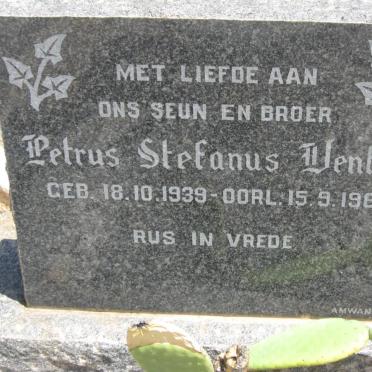 MET LIEFDE AAN
ONS SEUN EN BROER
Petrus Stefanus
GEB. 18.10.1939-OORL. 15.9.
RUS IN VREDE